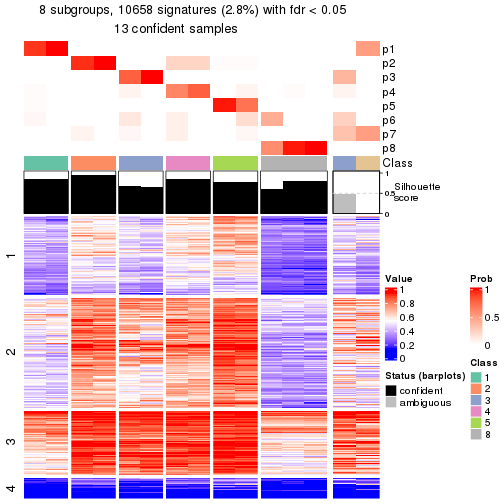 8 subgroups, 10658 signatures (2.8%) with fdr < 0.05
13 confident samples
p1
p2
p3
p4
p5
p6
p7
p8
Class
1
0.5
0
Silhouette
score
1
2
3
4
Value
1
0.8
0.6
0.4
0.2
0
Prob
1
0.5
0
Status (barplots)
confident
ambiguous
Class
1
2
3
4
5
8